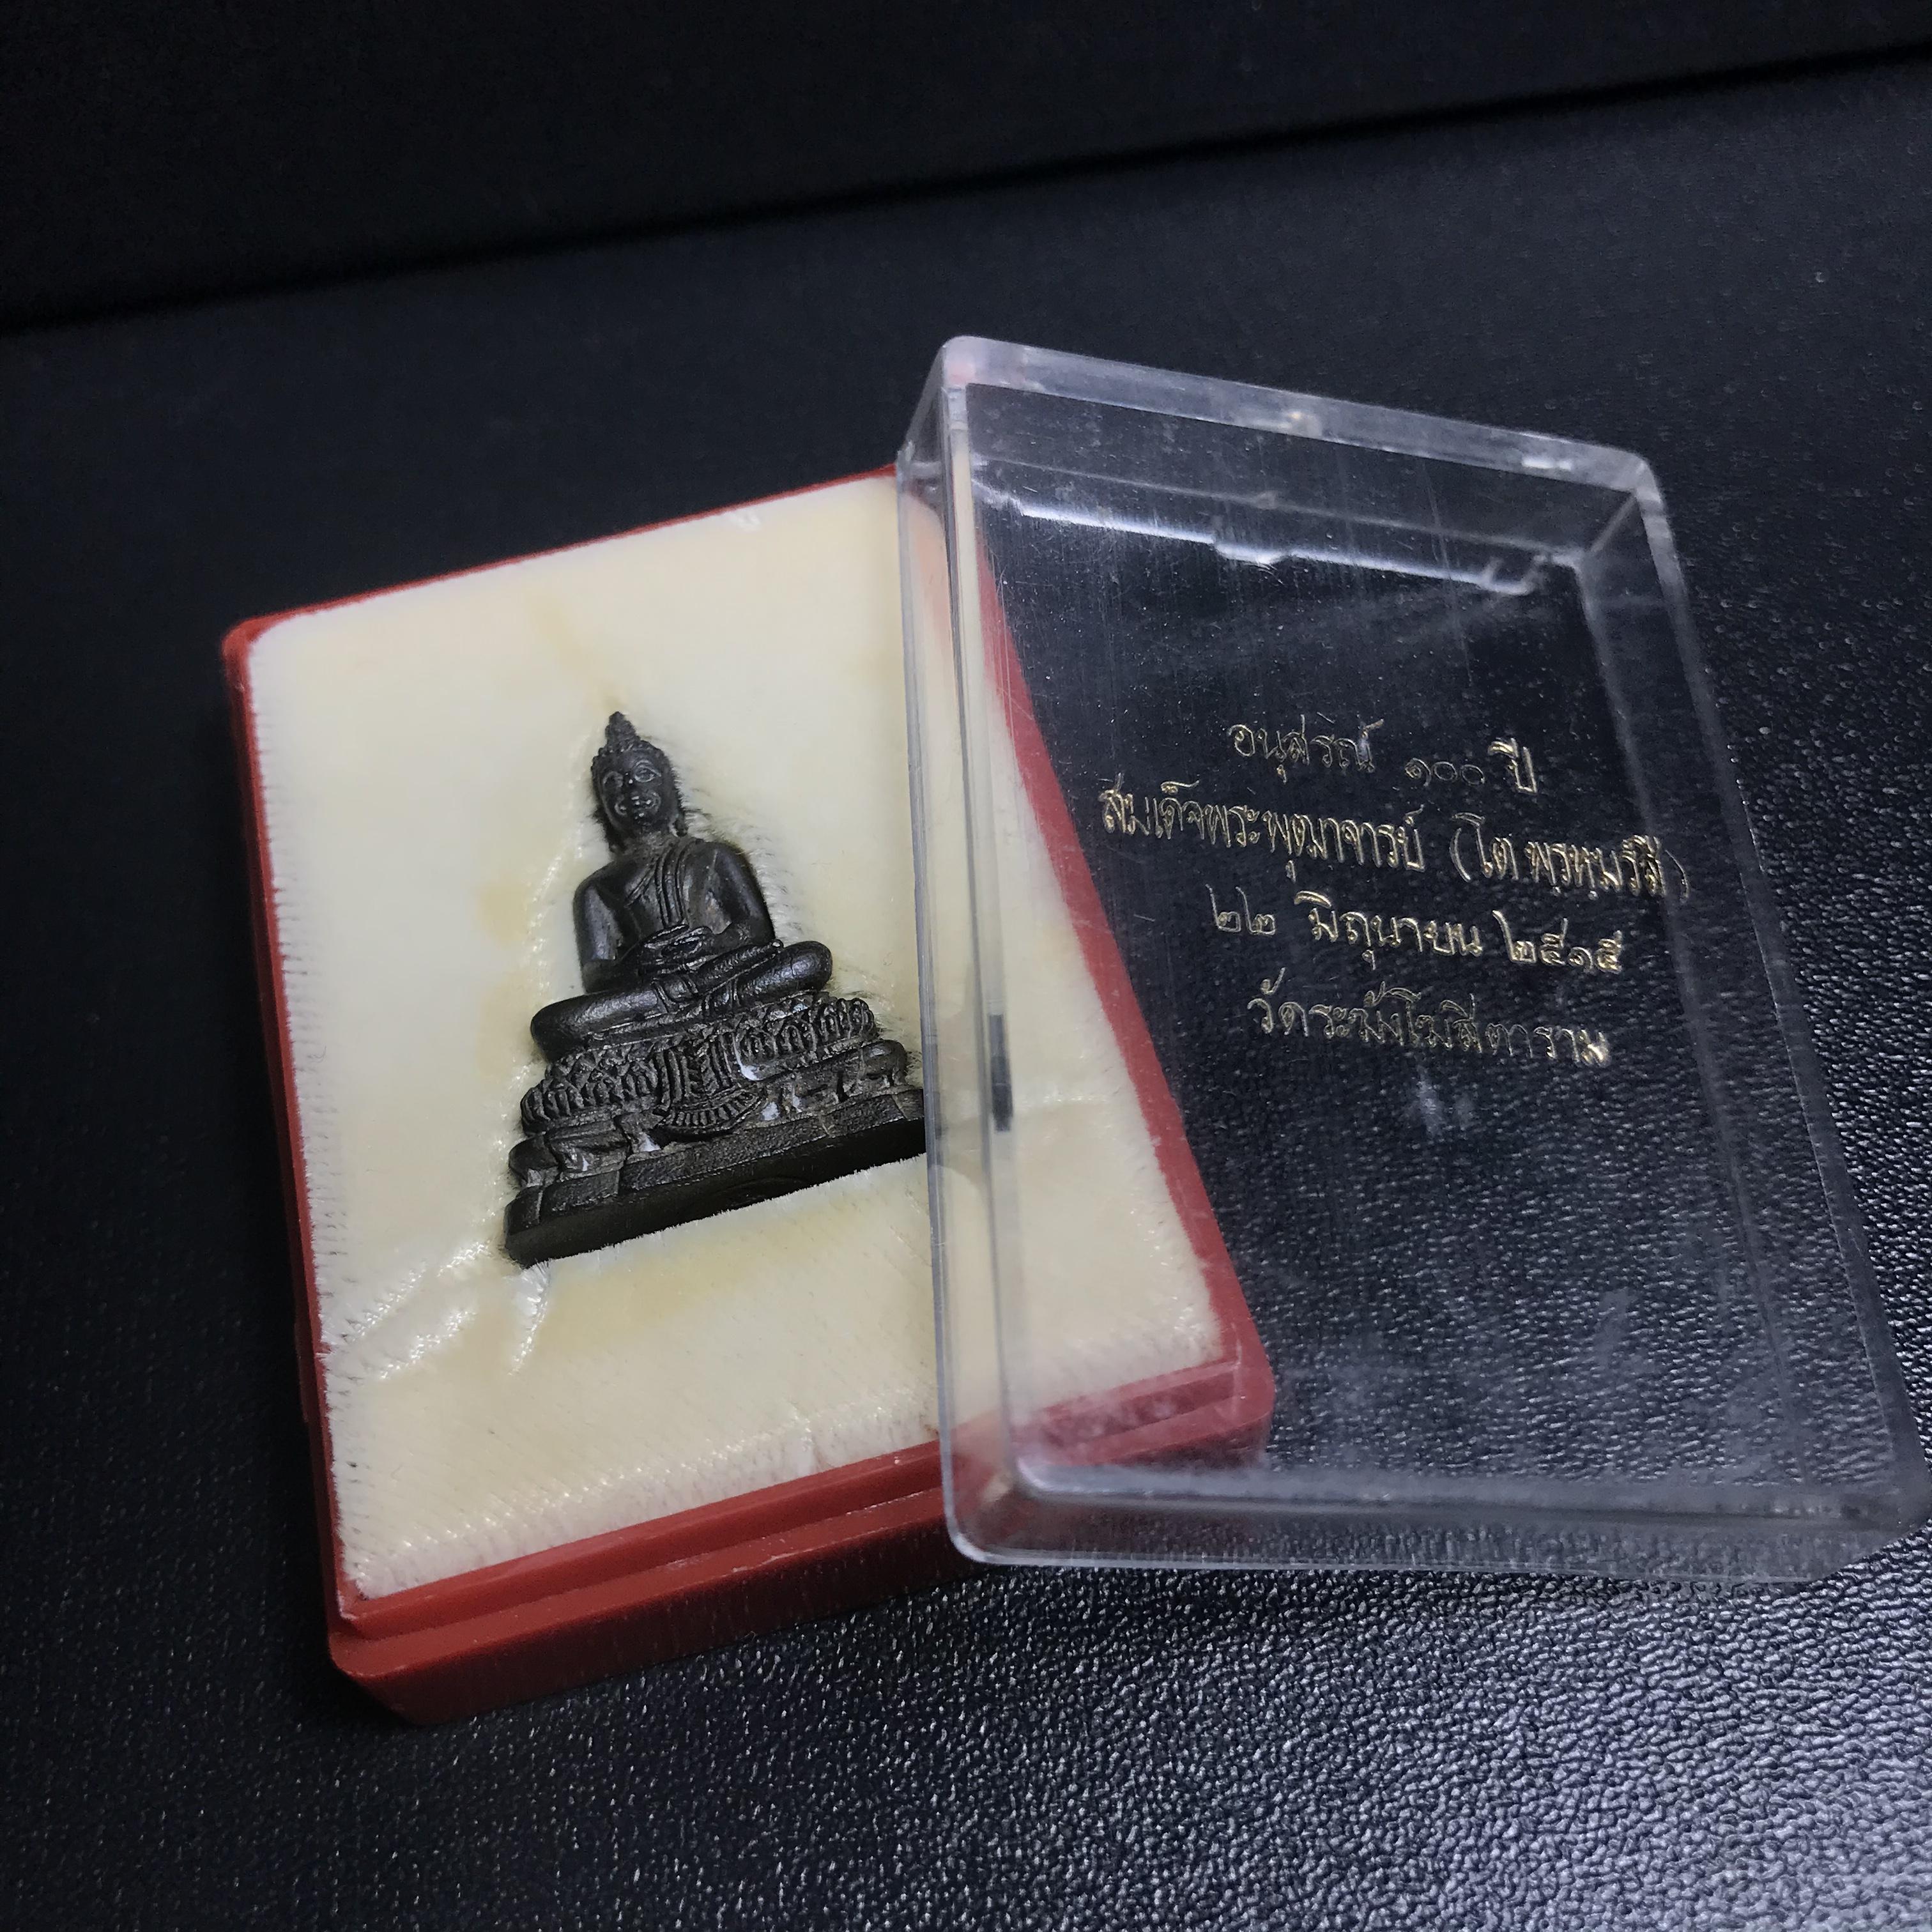 อนุสรณ์ ๑๐๐ ปี
สมเด็จพระพุฒาจารย์ (โต พรหฺมรํสี)
๒๒ มิถุนายน ๒๕๑๕
วัดระฆังโฆสิตาราม